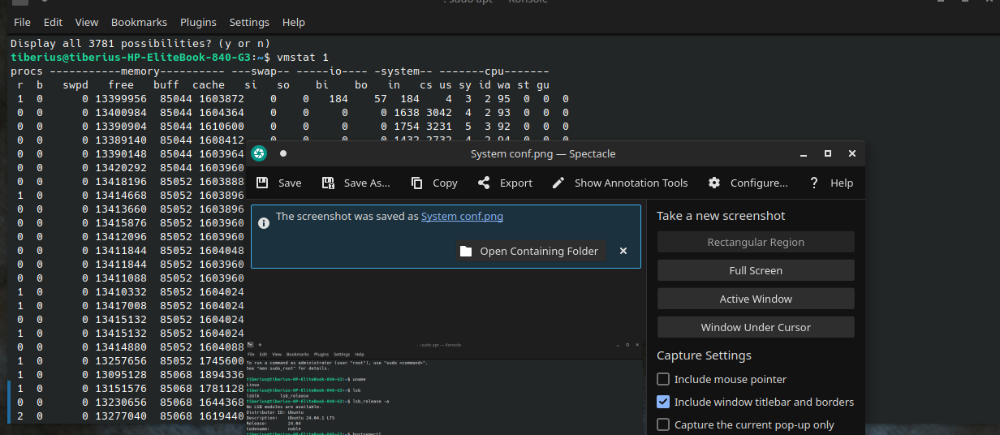 : sudo apt — Konsole
File Edit View Bookmarks Plugins Settings Help
Display all 3781 possibilities? (y or n)
tiberius@tiberius-HP-EliteBook-840-G3:~$ vmstat 1
procs -----------memory---------- ---swap-- -----io---- -system-- -------cpu-------
r b swpd free buff cache si so bi bo in cs us sy id wa st gu
1 0 0 13399956 85044 1603872 0 0 184 57 184 4 3 2 95 0 0 0
0 0 0 13400984 85044 1604364 0 0 0 0 1638 3042 4 2 93 0 0 0
0 0 0 13390904 85044 1610600 0 0 0 0 1754 3231 5 3 92 0 0 0
0 0 0 13389140 85044 1608412 0 0 0 0 1432 2732 4 2 94 0 0 0
0 0 0 13390148 85044 1603964
0 0 0 13420292 85044 1603960
0 0 0 13418196 85052 1603888
1 0 0 13414668 85052 1603896
0 0 0 13413660 85052 1603896
0 0 0 13415876 85052 1603960
0 0 0 13412096 85052 1603960
0 0 0 13411844 85052 1604048
0 0 0 13411844 85052 1603960
0 0 0 13411088 85052 1603960
1 0 0 13410332 85052 1604024
1 0 0 13417008 85052 1604024
0 0 0 13415132 85052 1604024
1 0 0 13415132 85052 1604024
0 0 0 13414880 85052 1604088
1 0 0 13257656 85052 1745600
1 0 0 13095128 85068 1894336
1 0 0 13151576 85068 1781128
0 0 0 13230656 85068 1644368
2 0 0 13277040 85068 1619440
System conf.png — Spectacle
Save Save As... Copy Export Show Annotation Tools Configure... ? Help
The screenshot was saved as System conf.png
Open Containing Folder
Take a new screenshot
Rectangular Region
Full Screen
Active Window
Window Under Cursor
Capture Settings
Include mouse pointer
Include window titlebar and borders
Capture the current pop-up only
~ : sudo apt — Konsole
File Edit View Bookmarks Plugins Settings Help
To run a command as administrator (user "root"), use "sudo <command>".
See "man sudo_root" for details.
tiberius@tiberius-HP-EliteBook-840-G3:~$ uname
Linux
tiberius@tiberius-HP-EliteBook-840-G3:~$ lsb
lsblk lsb_release
tiberius@tiberius-HP-EliteBook-840-G3:~$ lsb_release -a
No LSB modules are available.
Distributor ID: Ubuntu
Description: Ubuntu 24.04.1 LTS
Release: 24.04
Codename: noble
tiberius@tiberius-HP-EliteBook-840-G3:~$ hostnamectl